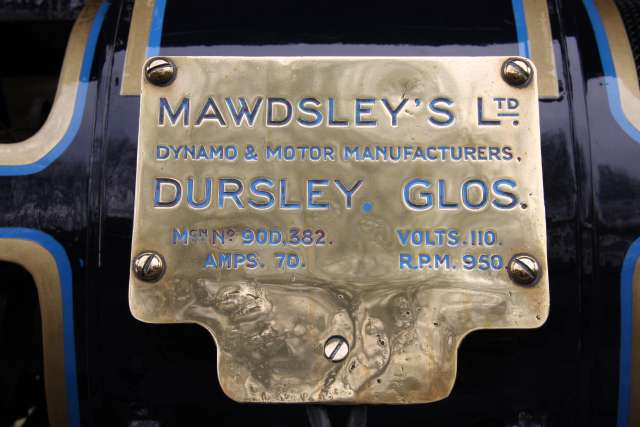 MAWDSLEY'S LTD.
DYNAMO & MOTOR MANUFACTURERS.
DURSLEY. GLOS.
MCN NO 90D,382. VOLTS. 110.
AMPS. 70. R.P.M. 950